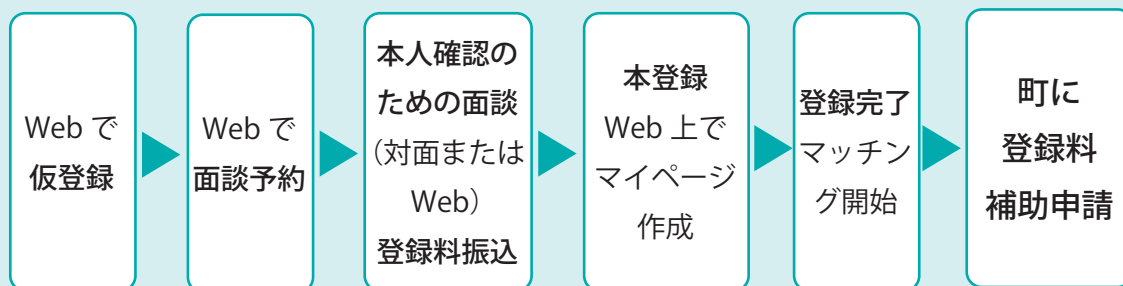 Web で
仮登録
Web で
面談予約
本人確認の
ための面談
（対面または
Web）
登録料振込
本登録
Web 上で
マイページ
作成
登録完了
マッチン
グ開始
町に
登録料
補助申請